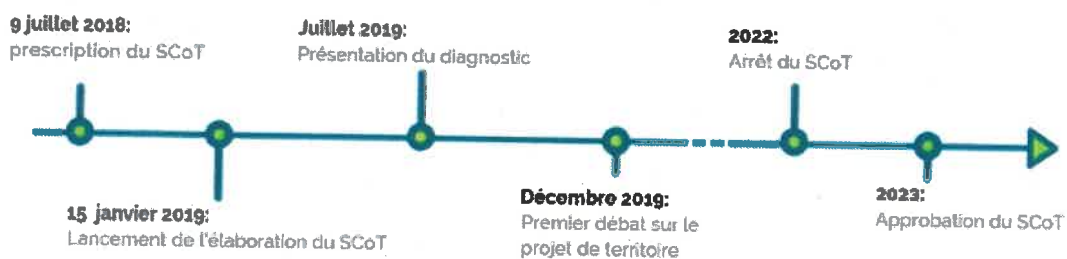 9 juillet 2018:
prescription du SCoT
15 janvier 2019:
Lancement de l'élaboration du SCoT
Juillet 2019:
Présentation du diagnostic
Décembre 2019:
Premier débat sur le
projet de territoire
2022:
Arrêt du SCoT
2023:
Approbation du SCoT